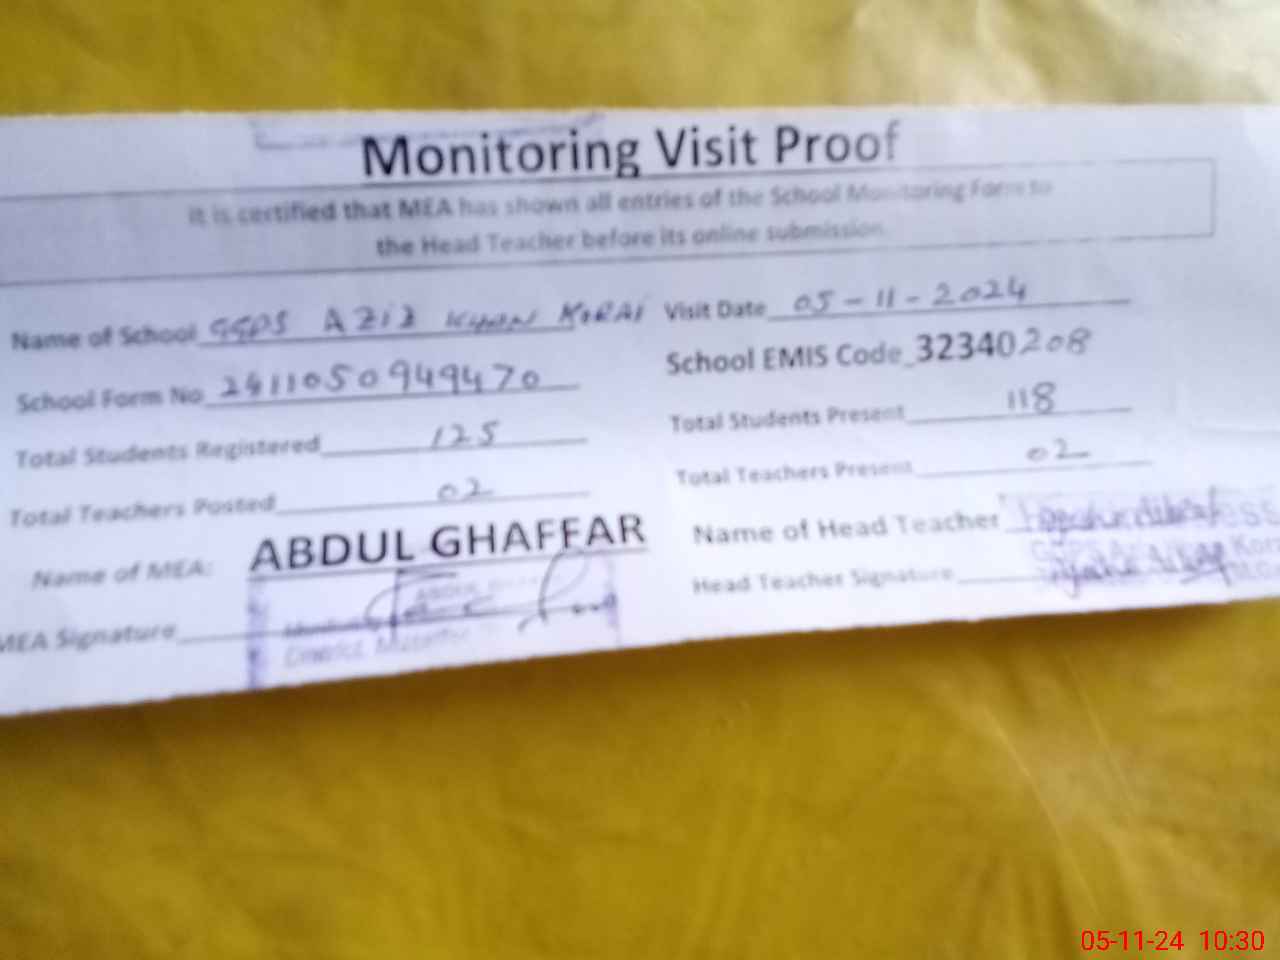 Monitoring Visit Proof
It is certified that MEA has shown all entries of the School Monitoring Form to
the Head Teacher before its online submission.
Name of School AZIZ KHAN KORAI Visit Date 05-11-2024
School Form No 2411050949470 School EMIS Code 32340208
Total Students Registered 125 Total Students Present 118
Total Teachers Posted 02 Total Teachers Present 02
Name of MEA: ABDUL GHAFFAR Name of Head Teacher
MEA Signature Head Teacher Signature
District
05-11-24 10:30